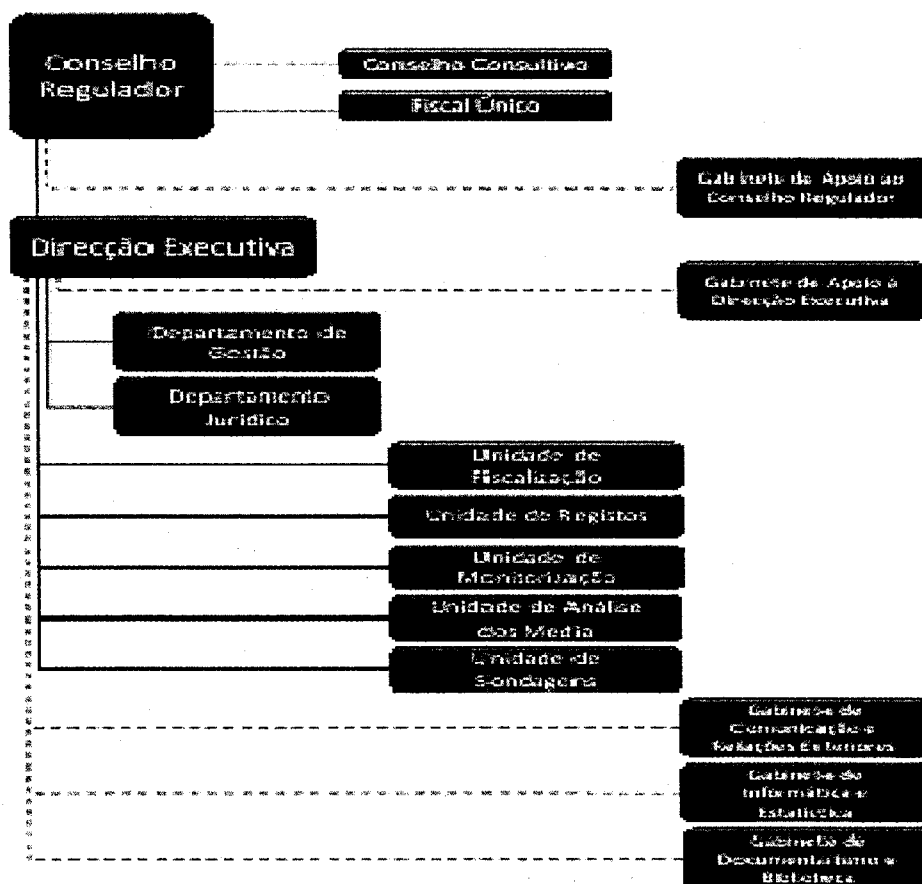 Conselho
Regulador
Conselho Consultivo
Fiscal Único
Gabinete de Apoio ao
Conselho Regulador
Direcção Executiva
Gabinete de Apoio à
Direcção Executiva
Departamento de
Gestão
Departamento
Jurídico
Unidade de
Fiscalização
Unidade de Registos
Unidade de
Monitorização
Unidade de Análise
dos Media
Unidade de
Sondagens
Gabinete de
Comunicação e
Relações Exteriores
Gabinete de
Informática e
Estatística
Gabinete de
Documentarismo e
Biblioteca